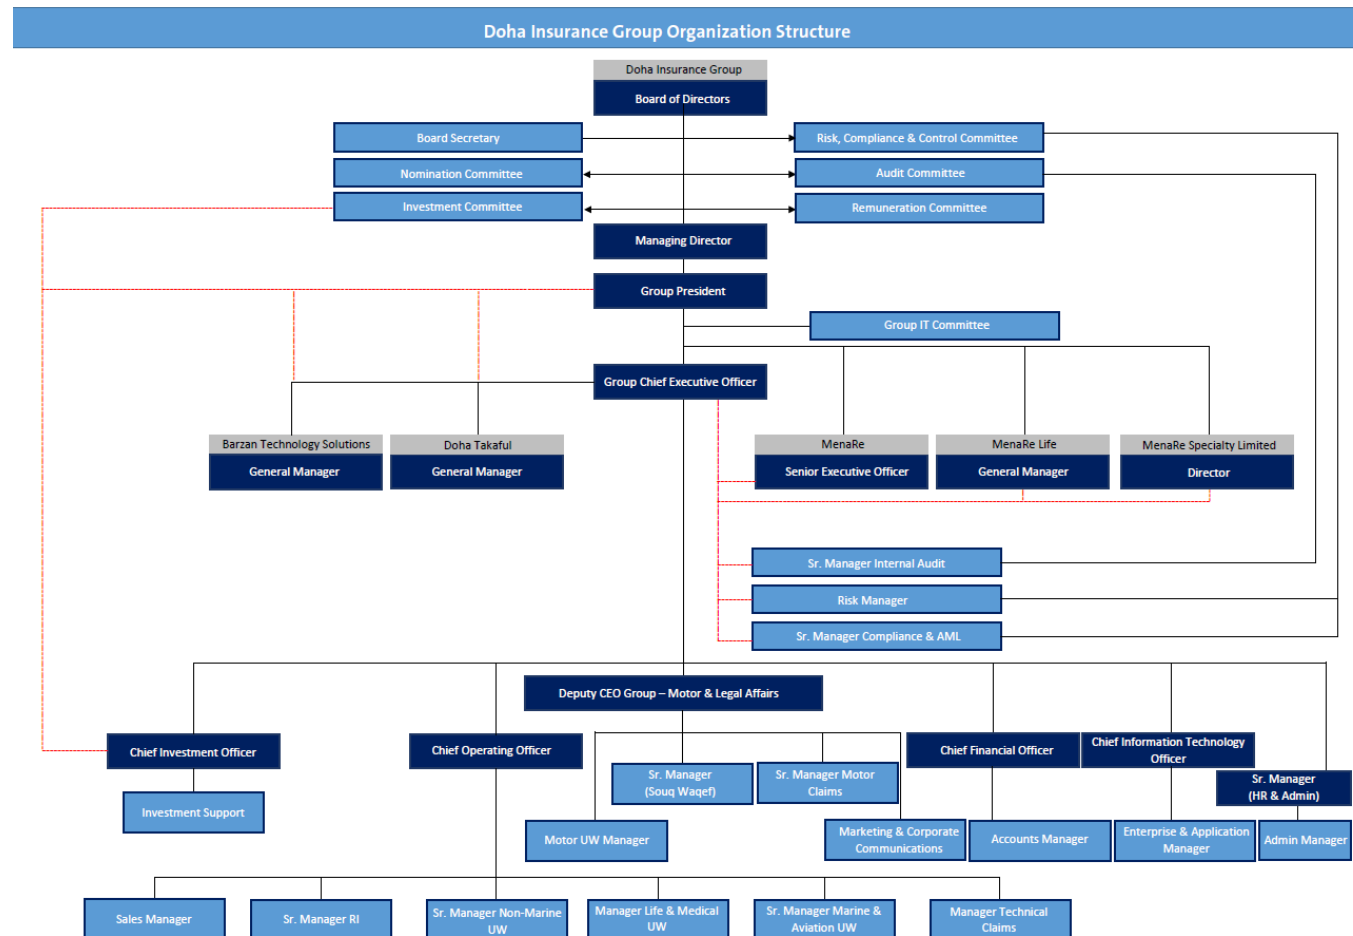 Doha Insurance Group Organization Structure
Doha Insurance Group
Board of Directors
Board Secretary
Risk, Compliance & Control Committee
Nomination Committee
Audit Committee
Investment Committee
Remuneration Committee
Managing Director
Group President
Group IT Committee
Group Chief Executive Officer
Barzan Technology Solutions
General Manager
Doha Takaful
General Manager
MenaRe
Senior Executive Officer
MenaRe Life
General Manager
MenaRe Specialty Limited
Director
Sr. Manager Internal Audit
Risk Manager
Sr. Manager Compliance & AML
Deputy CEO Group – Motor & Legal Affairs
Chief Investment Officer
Chief Operating Officer
Chief Financial Officer
Chief Information Technology
Officer
Sr. Manager
(HR & Admin)
Investment Support
Sr. Manager
(Souq Waqef)
Sr. Manager Motor
Claims
Motor UW Manager
Marketing & Corporate
Communications
Accounts Manager
Enterprise & Application
Manager
Admin Manager
Sales Manager
Sr. Manager RI
Sr. Manager Non-Marine
UW
Manager Life & Medical
UW
Sr. Manager Marine &
Aviation UW
Manager Technical
Claims